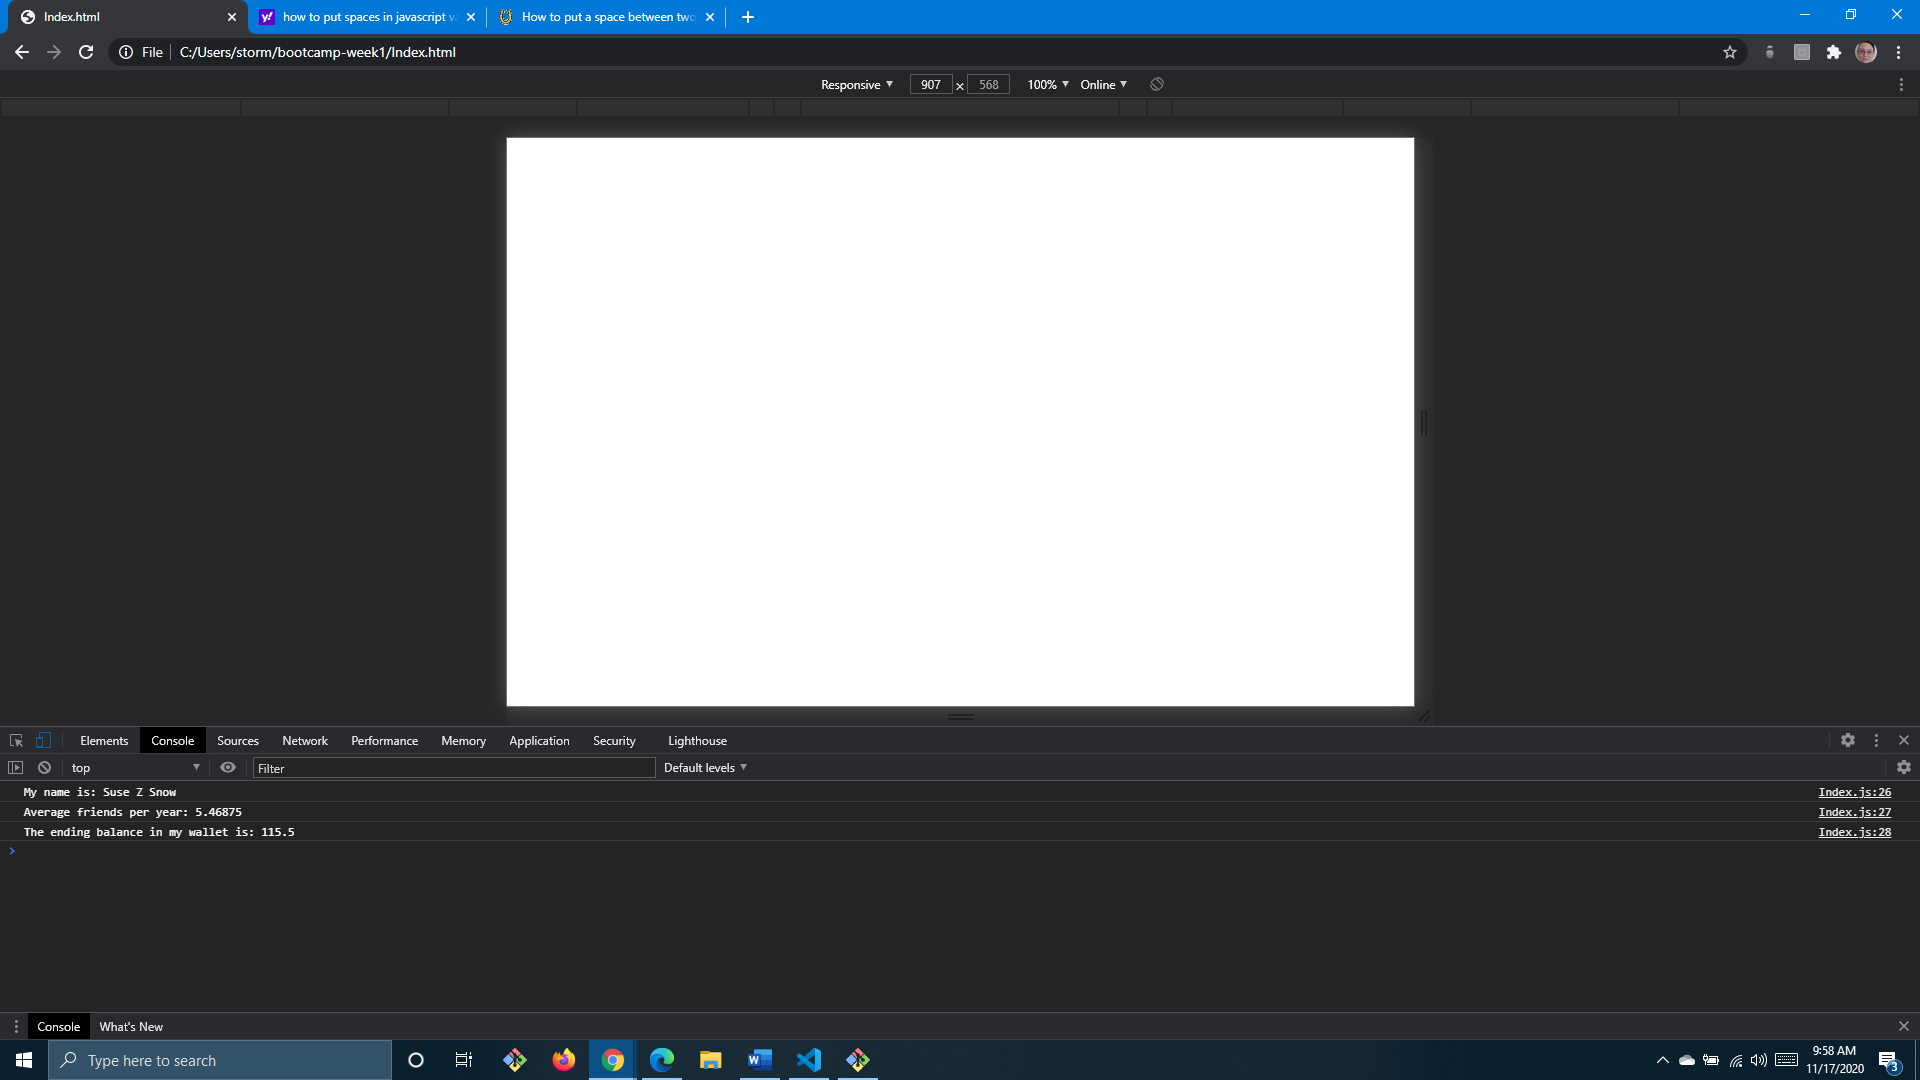 Index.html
how to put spaces in javascript va
How to put a space between two
File
C:/Users/storm/bootcamp-week1/Index.html
Responsive ▼ 907 × 568 100% ▼ Online ▼
Elements Console Sources Network Performance Memory Application Security Lighthouse
top ▼ Filter Default levels ▼
My name is: Suse Z Snow Index.js:26
Average friends per year: 5.46875 Index.js:27
The ending balance in my wallet is: 115.5 Index.js:28
>
Console What's New
Type here to search
9:58 AM
11/17/2020
3